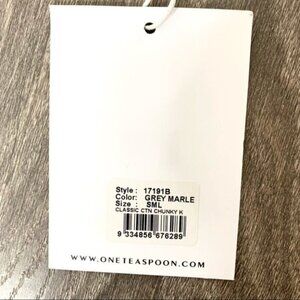 Style : 17191B
Color: GREY MARLE
Size : SML
CLASSIC CTN CHUNKY K
9 334856 676289
WWW.ONETEASPOON.COM